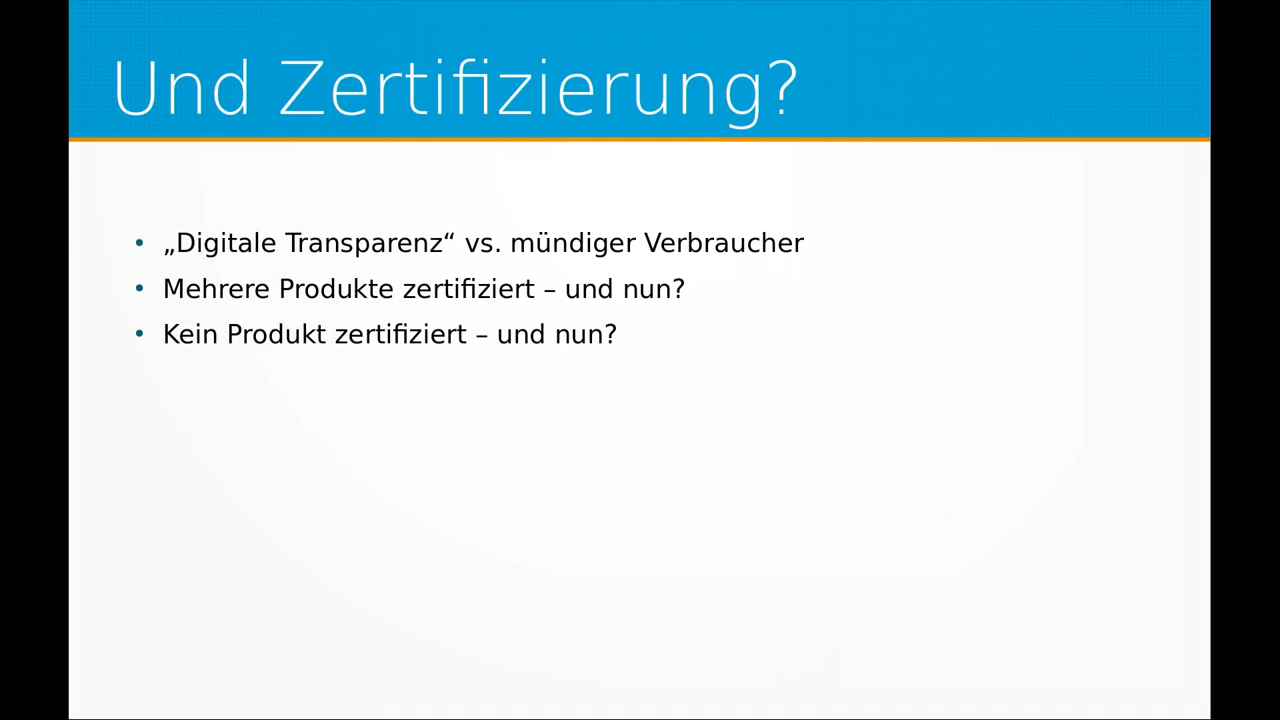 Und Zertifizierung?
• „Digitale Transparenz“ vs. mündiger Verbraucher
• Mehrere Produkte zertifiziert – und nun?
• Kein Produkt zertifiziert – und nun?